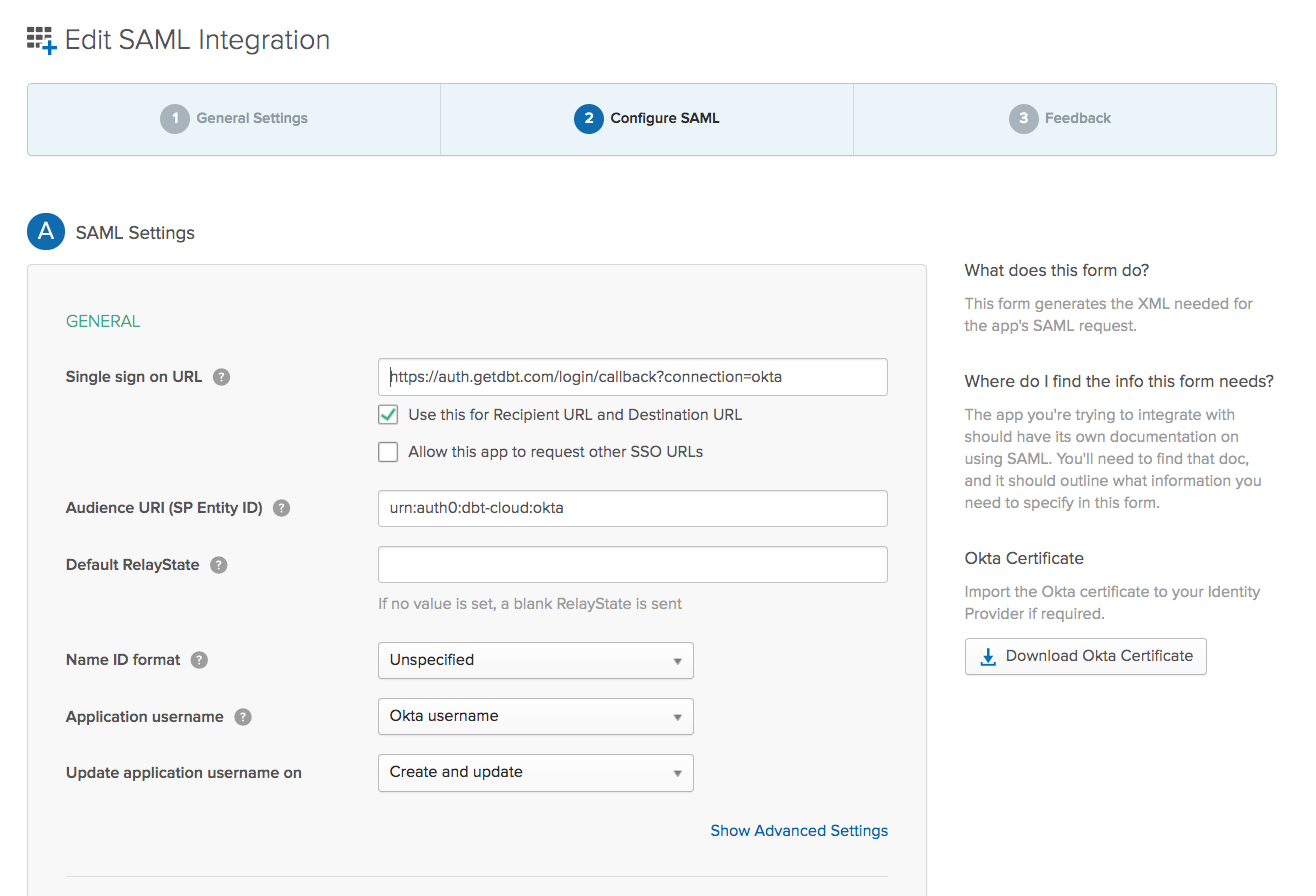 Edit SAML Integration
1 General Settings
2 Configure SAML
3 Feedback
A SAML Settings
GENERAL
Single sign on URL ?
https://auth.getdbt.com/login/callback?connection=okta
Use this for Recipient URL and Destination URL
Allow this app to request other SSO URLs
Audience URI (SP Entity ID) ?
urn:auth0:dbt-cloud:okta
Default RelayState ?
If no value is set, a blank RelayState is sent
Name ID format ?
Unspecified
Application username ?
Okta username
Update application username on
Create and update
Show Advanced Settings
What does this form do?
This form generates the XML needed for
the app's SAML request.
Where do I find the info this form needs?
The app you're trying to integrate with
should have its own documentation on
using SAML. You'll need to find that doc,
and it should outline what information you
need to specify in this form.
Okta Certificate
Import the Okta certificate to your Identity
Provider if required.
Download Okta Certificate